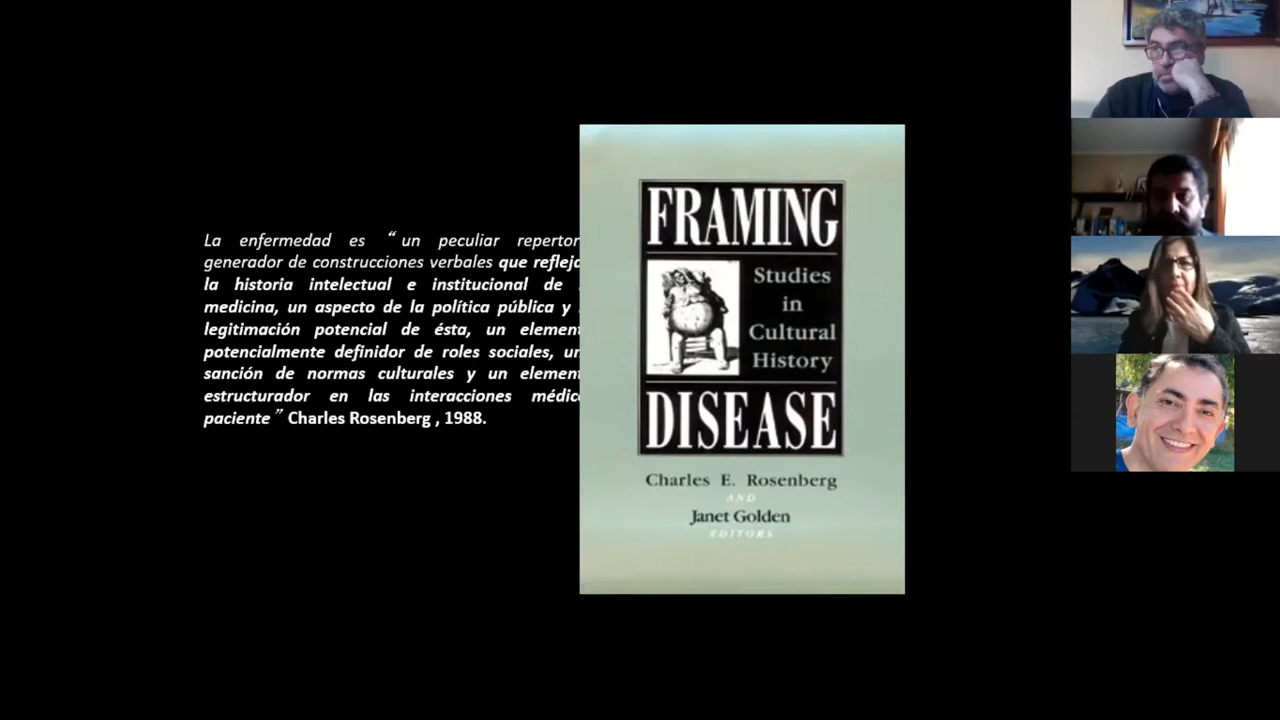 La enfermedad es “ un peculiar repertor
generador de construcciones verbales que refleja
la historia intelectual e institucional de
medicina, un aspecto de la política pública y
legitimación potencial de ésta, un element
potencialmente definidor de roles sociales, un
sanción de normas culturales y un element
estructurador en las interacciones médic
paciente” Charles Rosenberg , 1988.
FRAMING
Studies
in
Cultural
History
DISEASE
Charles E. Rosenberg
AND
Janet Golden
EDITORS